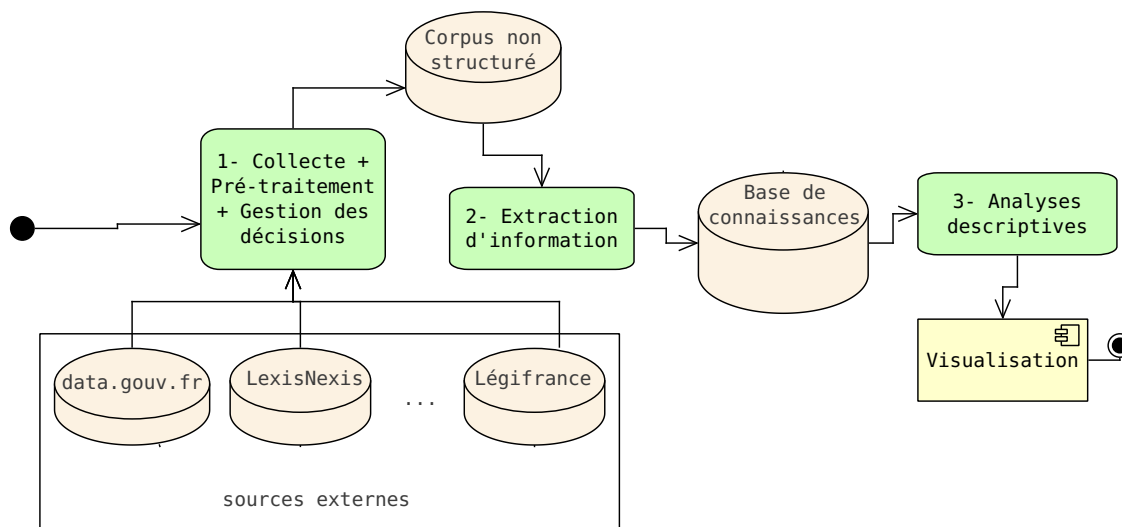 Corpus non
structuré
1- Collecte +
Pré-traitement
+ Gestion des
décisions
2- Extraction
d'information
Base de
connaissances
3- Analyses
descriptives
Visualisation
data.gouv.fr
LexisNexis
...
Légifrance
sources externes